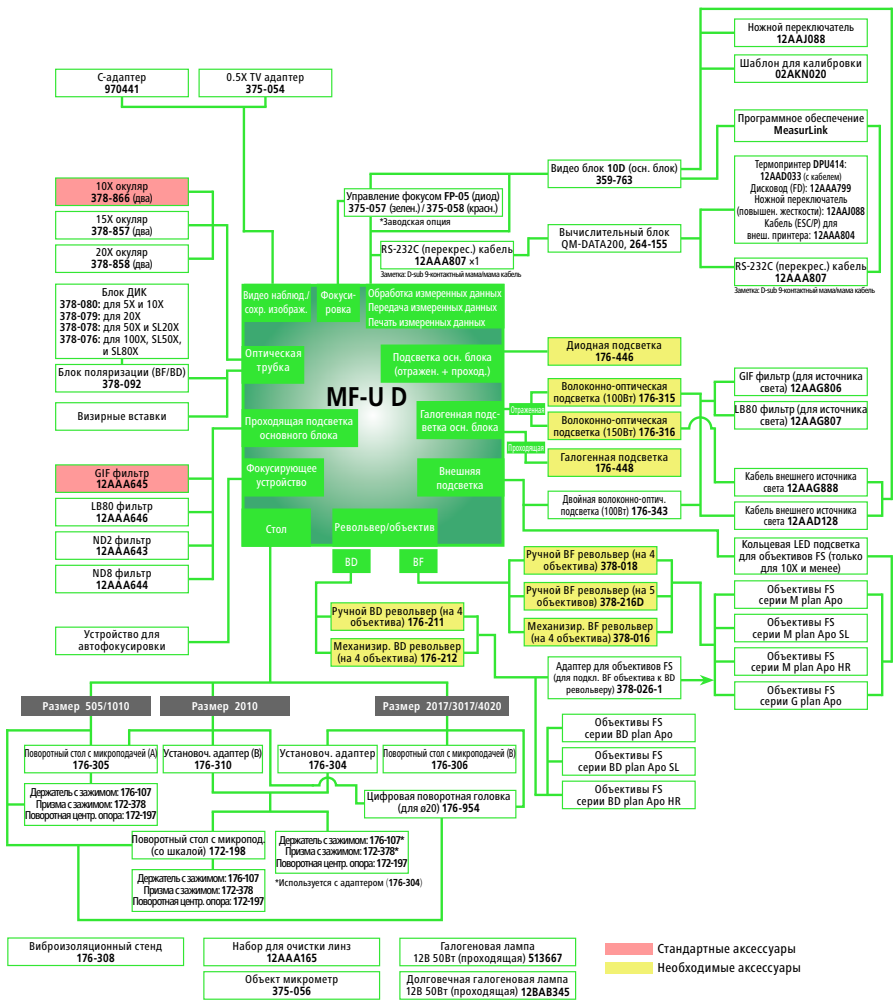 С-адаптер
970441
0.5X TV адаптер
375-054
Ножной переключатель
12AAJ088
Шаблон для калибровки
02AKN020
Программное обеспечение
MeasurLink
Видео блок 10D (осн. блок)
359-763
Термопринтер DPU414:
12AAD033 (с кабелем)
Дисковод (FD): 12AAA799
Ножной переключатель
(повышен. жесткости): 12AAJ088
Кабель (ESC/P) для
внеш. принтера: 12AAA804
10X окуляр
378-866 (два)
15X окуляр
378-857 (два)
20X окуляр
378-858 (два)
Управление фокусом FP-05 (диод)
375-057 (зелен.) / 375-058 (красн.)
*Заводская опция
RS-232C (перекрес.) кабель
12AAA807 ×1
Заметка: D-sub 9-контактный мама/мама кабель
Вычислительный блок
QM-DATA200, 264-155
RS-232C (перекрес.) кабель
12AAA807
Заметка: D-sub 9-контактный мама/мама кабель
Блок ДИК
378-080: для 5X и 10X
378-079: для 20X
378-078: для 50X и SL20X
378-076: для 100X, SL50X,
и SL80X
Блок поляризации (BF/BD)
378-092
Визирные вставки
Видео наблюд./
сохр. изображ.
Фокуси-
ровка
Обработка измеренных данных
Передача измеренных данных
Печать измеренных данных
Оптическая
трубка
Подсветка осн. блока
(отражен. + проход.)
MF-U D
Проходящая подсветка
основного блока
Галогенная подс-
ветка осн. блока
Фокусирующее
устройство
Внешняя
подсветка
Стол
Револьвер/объектив
Отраженная
Проходящая
Диодная подсветка
176-446
Волоконно-оптическая
подсветка (100Вт) 176-315
Волоконно-оптическая
подсветка (150Вт) 176-316
Галогенная подсветка
176-448
Двойная волоконно-оптич.
подсветка (100Вт) 176-343
GIF фильтр (для источника
света) 12AAG806
LB80 фильтр (для источника
света) 12AAG807
Кабель внешнего источника
света 12AAG888
Кабель внешнего источника
света 12AAD128
Кольцевая LED подсветка
для объективов FS (только
для 10X и менее)
GIF фильтр
12AAA645
LB80 фильтр
12AAA646
ND2 фильтр
12AAA643
ND8 фильтр
12AAA644
Устройство для
автофокусировки
BD
BF
Ручной BD револьвер (на 4
объектива) 176-211
Механизир. BD револьвер
(на 4 объектива) 176-212
Ручной BF револьвер (на 4
объектива) 378-018
Ручной BF револьвер (на 5
объективов) 378-216D
Механизир. BF револьвер
(на 4 объектива) 378-016
Адаптер для объективов FS
(для подкл. BF объектива к BD
револьверу) 378-026-1
Объективы FS
серии M plan Apo
Объективы FS
серии M plan Apo SL
Объективы FS
серии M plan Apo HR
Объективы FS
серии G plan Apo
Объективы FS
серии BD plan Apo
Объективы FS
серии BD plan Apo SL
Объективы FS
серии BD plan Apo HR
Размер 505/1010
Размер 2010
Размер 2017/3017/4020
Поворотный стол с микроподачей (А)
176-305
Установоч. адаптер (В)
176-310
Установоч. адаптер
176-304
Поворотный стол с микроподачей (В)
176-306
Держатель с зажимом: 176-107
Призма с зажимом: 172-378
Поворотная центр. опора: 172-197
Цифровая поворотная головка
(для ø20) 176-954
Поворотный стол с микропод.
(со шкалой) 172-198
Держатель с зажимом: 176-107*
Призма с зажимом: 172-378*
Поворотная центр. опора: 172-197
*Используется с адаптером (176-304)
Держатель с зажимом: 176-107
Призма с зажимом: 172-378
Поворотная центр. опора: 172-197
Виброизоляционный стенд
176-308
Набор для очистки линз
12AAA165
Галогеновая лампа
12В 50Вт (проходящая) 513667
Объект микрометр
375-056
Долговечная галогеновая лампа
12В 50Вт (проходящая) 12BAB345
Стандартные аксессуары
Необходимые аксессуары